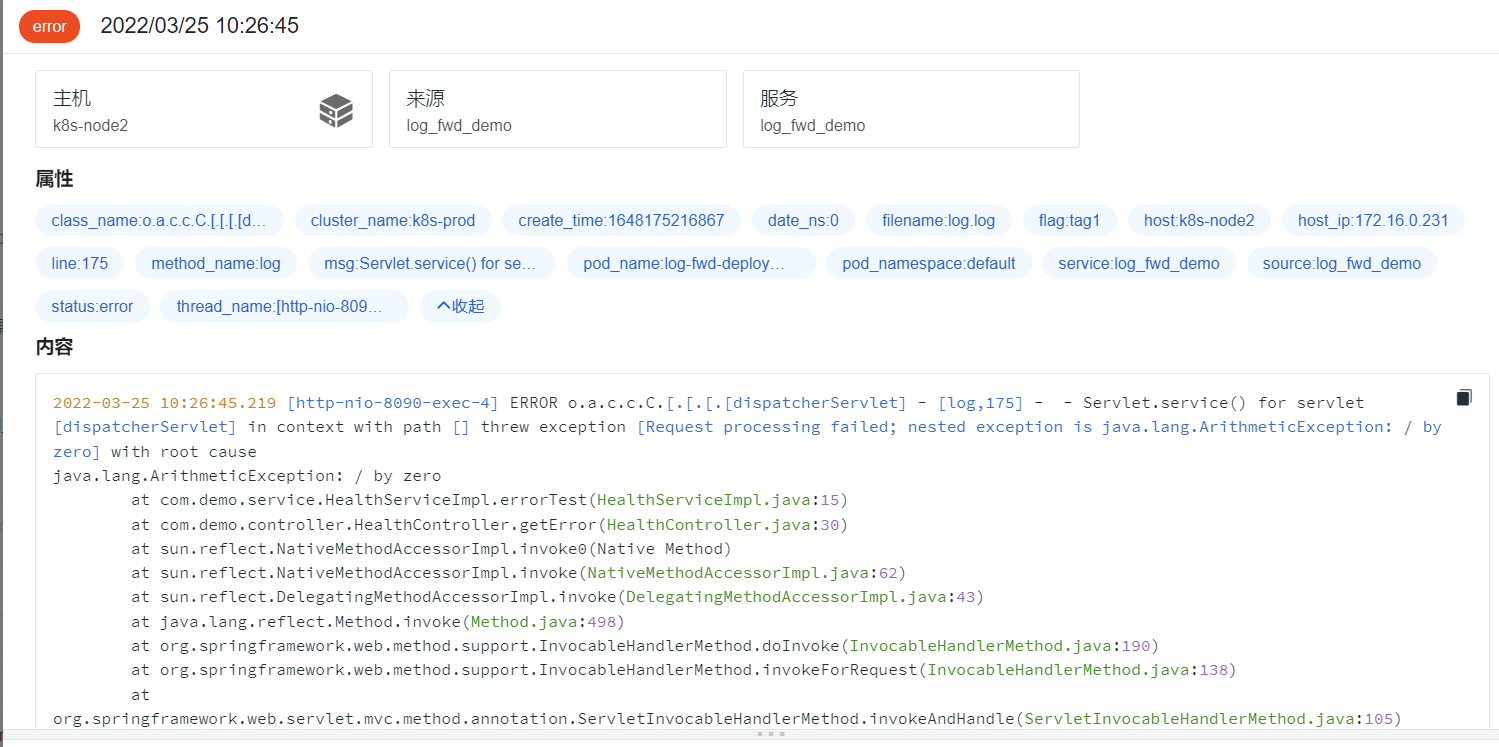 error 2022/03/25 10:26:45
主机 来源 服务
k8s-node2 log_fwd_demo log_fwd_demo
属性
class_name:o.a.c.c.C.[.[.[.[d… cluster_name:k8s-prod create_time:1648175216867 date_ns:0 filename:log.log flag:tag1 host:k8s-node2 host_ip:172.16.0.231
line:175 method_name:log msg:Servlet.service() for se… pod_name:log-fwd-deploy… pod_namespace:default service:log_fwd_demo source:log_fwd_demo
status:error thread_name:[http-nio-809… 收起
内容
2022-03-25 10:26:45.219 [http-nio-8090-exec-4] ERROR o.a.c.c.C.[.[.[.[dispatcherServlet] - [log,175] -  - Servlet.service() for servlet
[dispatcherServlet] in context with path [] threw exception [Request processing failed; nested exception is java.lang.ArithmeticException: / by
zero] with root cause
java.lang.ArithmeticException: / by zero
at com.demo.service.HealthServiceImpl.errorTest(HealthServiceImpl.java:15)
at com.demo.controller.HealthController.getError(HealthController.java:30)
at sun.reflect.NativeMethodAccessorImpl.invoke0(Native Method)
at sun.reflect.NativeMethodAccessorImpl.invoke(NativeMethodAccessorImpl.java:62)
at sun.reflect.DelegatingMethodAccessorImpl.invoke(DelegatingMethodAccessorImpl.java:43)
at java.lang.reflect.Method.invoke(Method.java:498)
at org.springframework.web.method.support.InvocableHandlerMethod.doInvoke(InvocableHandlerMethod.java:190)
at org.springframework.web.method.support.InvocableHandlerMethod.invokeForRequest(InvocableHandlerMethod.java:138)
at
org.springframework.web.servlet.mvc.method.annotation.ServletInvocableHandlerMethod.invokeAndHandle(ServletInvocableHandlerMethod.java:105)